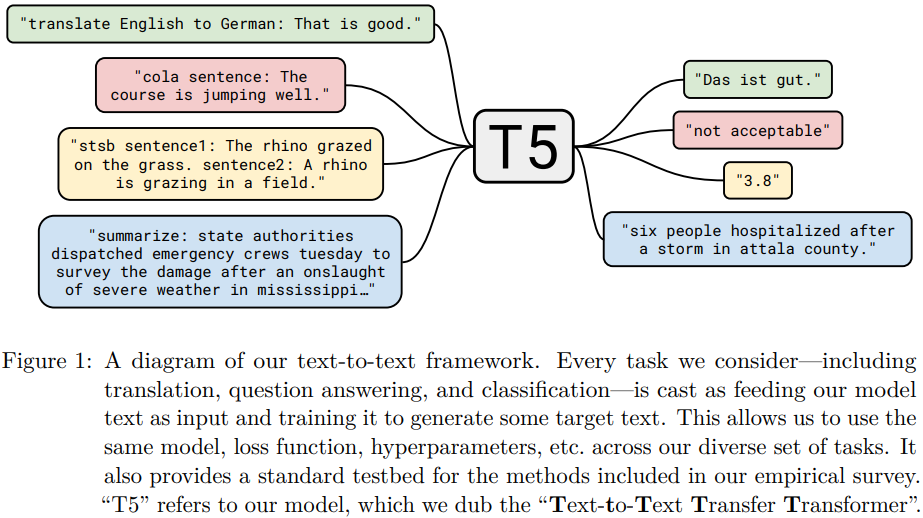 "translate English to German: That is good."
"cola sentence: The
course is jumping well."
"stsb sentence1: The rhino grazed
on the grass. sentence2: A rhino
is grazing in a field."
"summarize: state authorities
dispatched emergency crews tuesday to
survey the damage after an onslaught
of severe weather in mississippi…"
T5
"Das ist gut."
"not acceptable"
"3.8"
"six people hospitalized after
a storm in attala county."
Figure 1: A diagram of our text-to-text framework. Every task we consider—including
translation, question answering, and classification—is cast as feeding our model
text as input and training it to generate some target text. This allows us to use the
same model, loss function, hyperparameters, etc. across our diverse set of tasks. It
also provides a standard testbed for the methods included in our empirical survey.
“T5” refers to our model, which we dub the “Text-to-Text Transfer Transformer”.